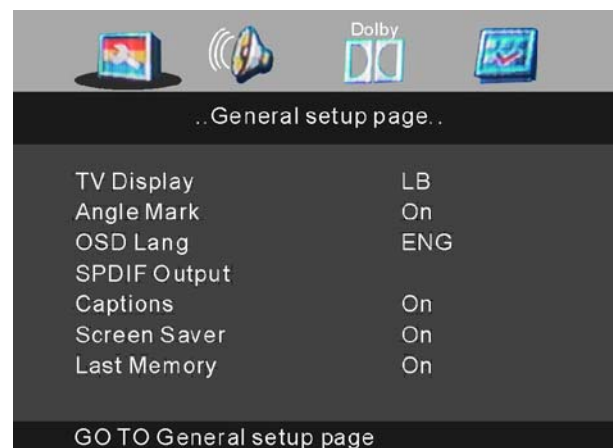 Dolby
..General setup page..
TV Display LB
Angle Mark On
OSD Lang ENG
SPDIF Output
Captions On
Screen Saver On
Last Memory On
GO TO General setup page